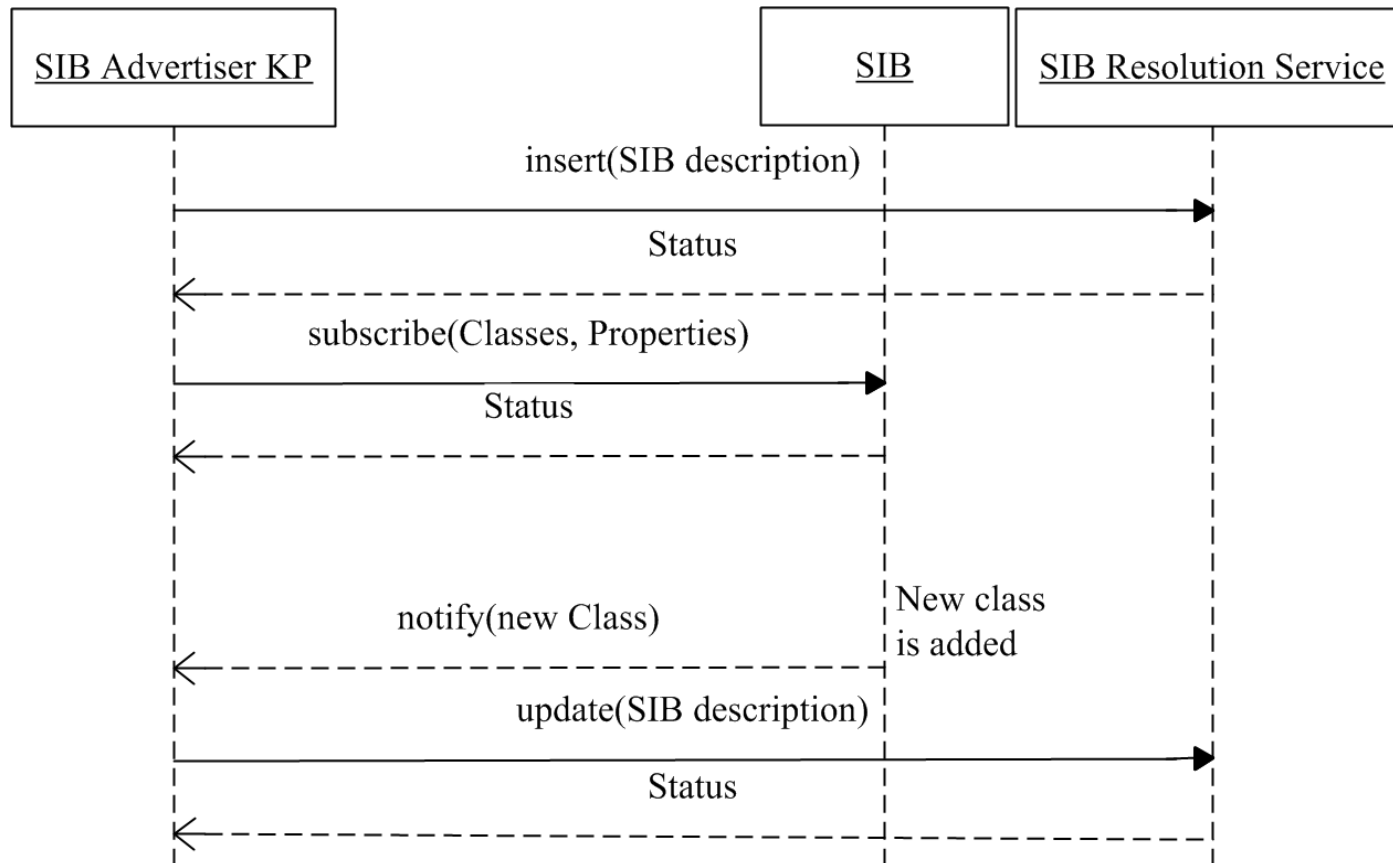 SIB Advertiser KP
SIB
SIB Resolution Service
insert(SIB description)
Status
subscribe(Classes, Properties)
Status
New class
is added
notify(new Class)
update(SIB description)
Status